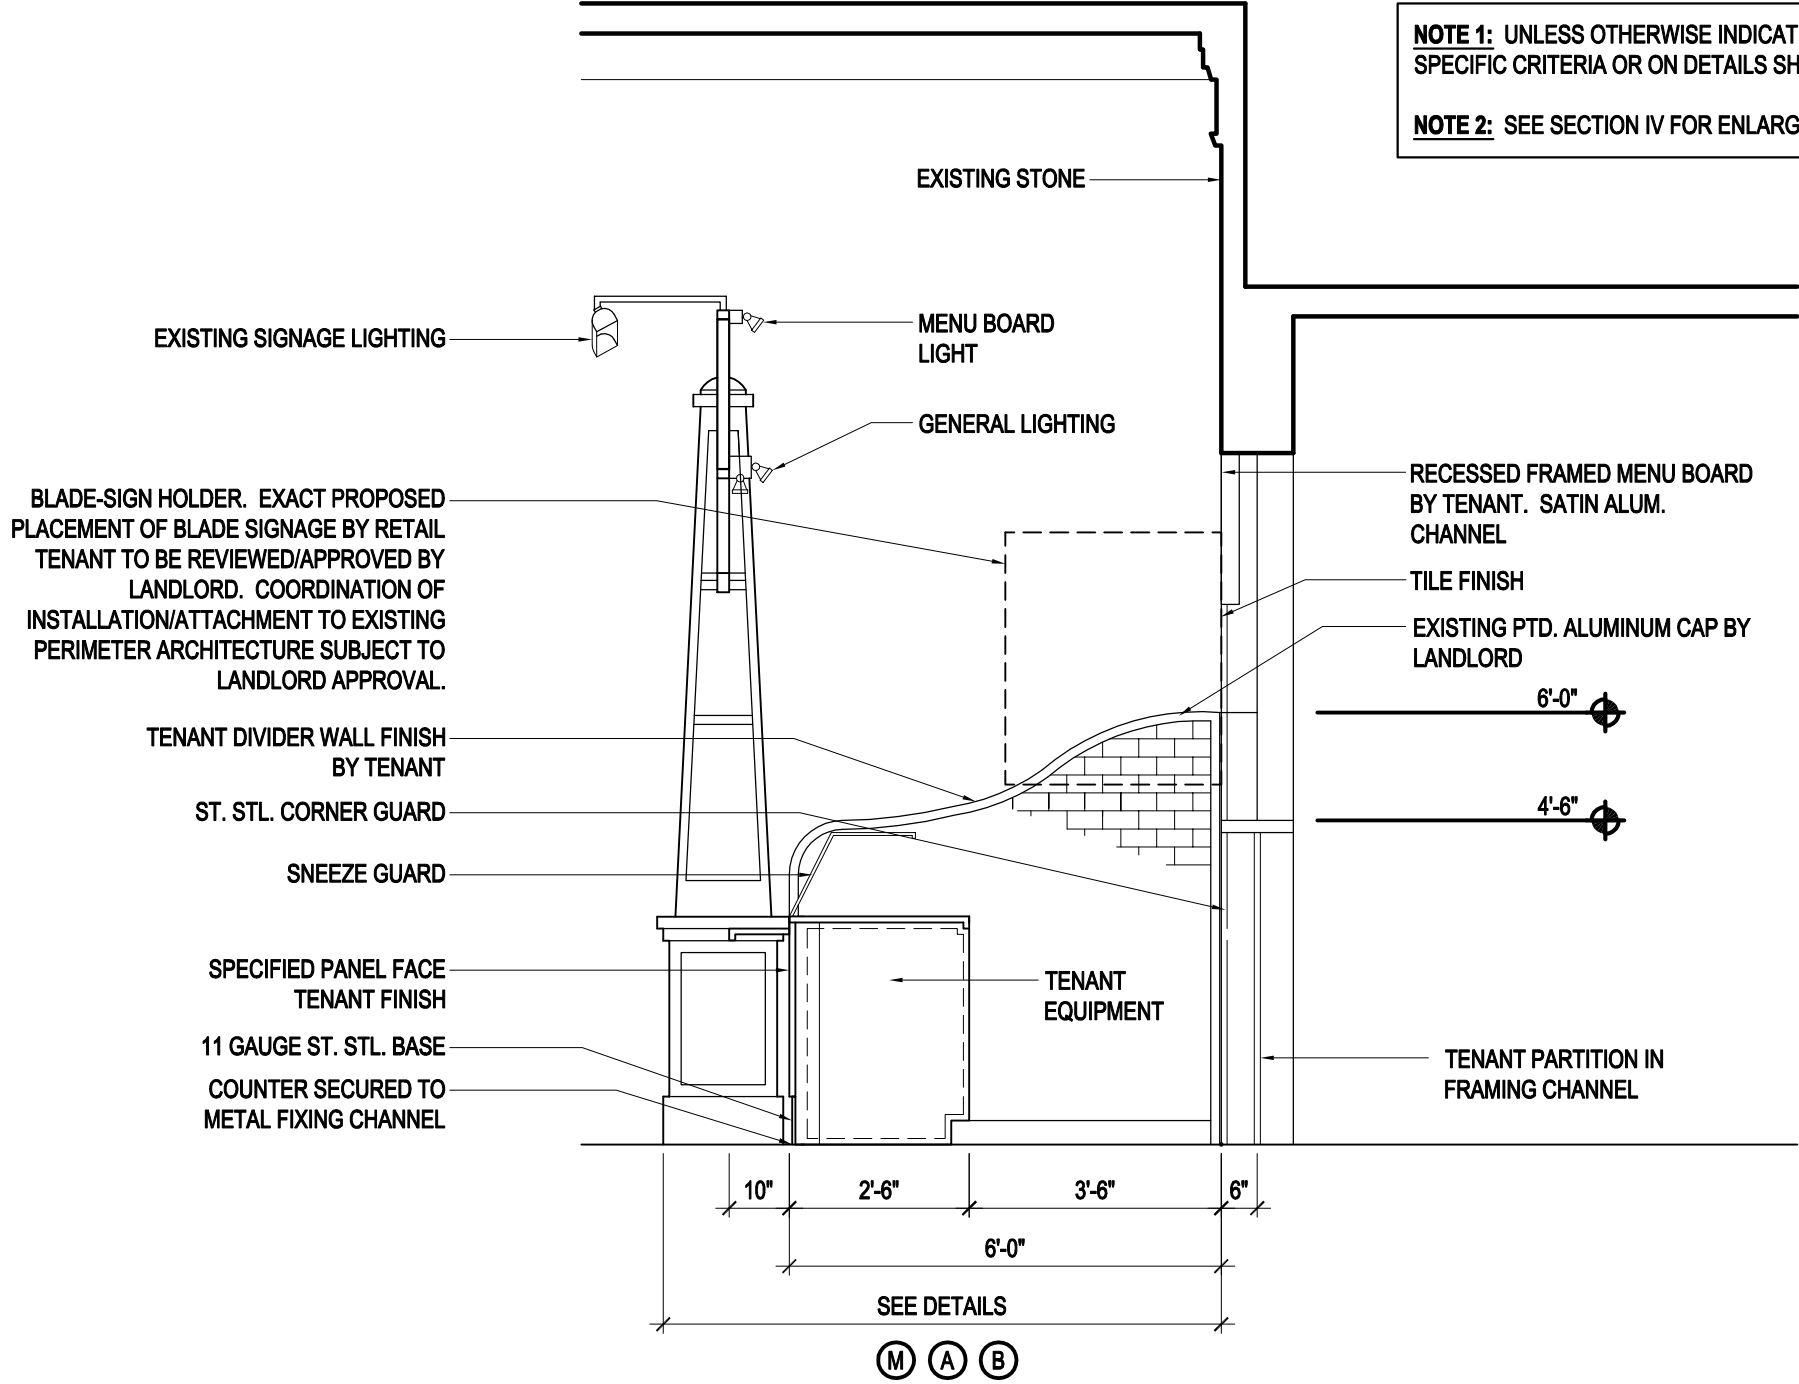 NOTE 1: UNLESS OTHERWISE INDICAT
SPECIFIC CRITERIA OR ON DETAILS SH
NOTE 2: SEE SECTION IV FOR ENLARG
EXISTING STONE
EXISTING SIGNAGE LIGHTING
MENU BOARD
LIGHT
GENERAL LIGHTING
BLADE-SIGN HOLDER. EXACT PROPOSED
PLACEMENT OF BLADE SIGNAGE BY RETAIL
TENANT TO BE REVIEWED/APPROVED BY
LANDLORD. COORDINATION OF
INSTALLATION/ATTACHMENT TO EXISTING
PERIMETER ARCHITECTURE SUBJECT TO
LANDLORD APPROVAL.
RECESSED FRAMED MENU BOARD
BY TENANT. SATIN ALUM.
CHANNEL
TILE FINISH
EXISTING PTD. ALUMINUM CAP BY
LANDLORD
6'-0"
TENANT DIVIDER WALL FINISH
BY TENANT
4'-6"
ST. STL. CORNER GUARD
SNEEZE GUARD
SPECIFIED PANEL FACE
TENANT FINISH
TENANT
EQUIPMENT
11 GAUGE ST. STL. BASE
COUNTER SECURED TO
METAL FIXING CHANNEL
TENANT PARTITION IN
FRAMING CHANNEL
10" 2'-6" 3'-6" 6"
6'-0"
SEE DETAILS
M A B